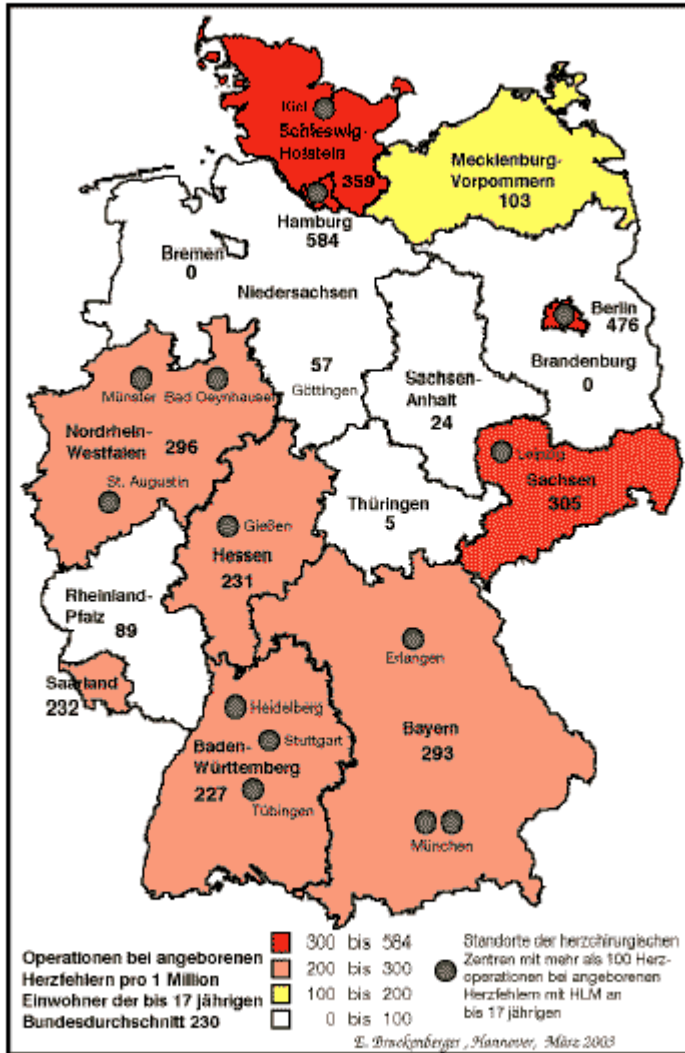 Kiel
Schleswig-
Holstein
359
Mecklenburg-
Vorpommern
103
Hamburg
584
Bremen
0
Niedersachsen
Berlin
476
Brandenburg
0
57
Göttingen
Sachsen-
Anhalt
24
Münster Bad Oeynhausen
Nordrhein-
Westfalen 296
St. Augustin
Leipzig
Sachsen
305
Thüringen
5
Gießen
Hessen
231
Rheinland-
Pfalz
89
Saarland
232
Erlangen
Heidelberg
Stuttgart
Baden-
Württemberg
227
Tübingen
Bayern
293
München
Operationen bei angeborenen
Herzfehlern pro 1 Million
Einwohner der bis 17 jährigen
Bundesdurchschnitt 230
300 bis 584
200 bis 300
100 bis 200
0 bis 100
Standorte der herzchirurgischen
Zentren mit mehr als 100 Herz-
operationen bei angeborenen
Herzfehlern mit HLM an
bis 17 jährigen
E. Bruckenberger, Hannover, März 2003